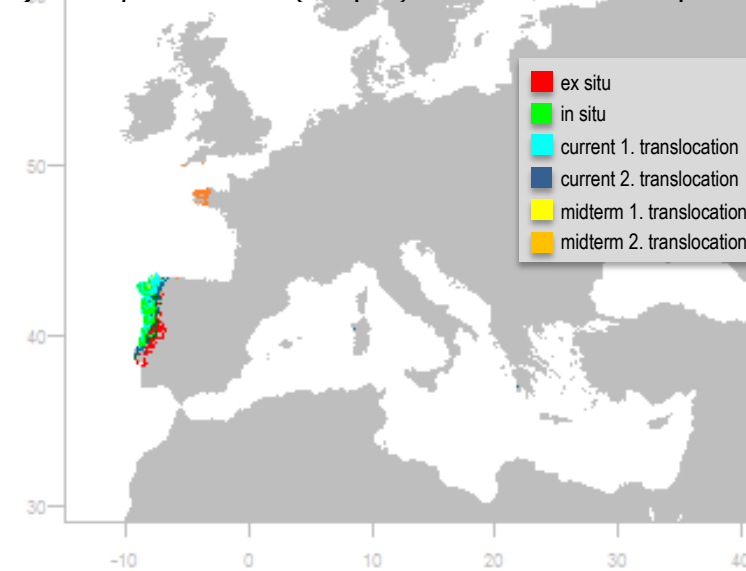 ex situ
in situ
current 1. translocation
current 2. translocation
midterm 1. translocation
midterm 2. translocation
50
40
30
-10
0
10
20
30
40